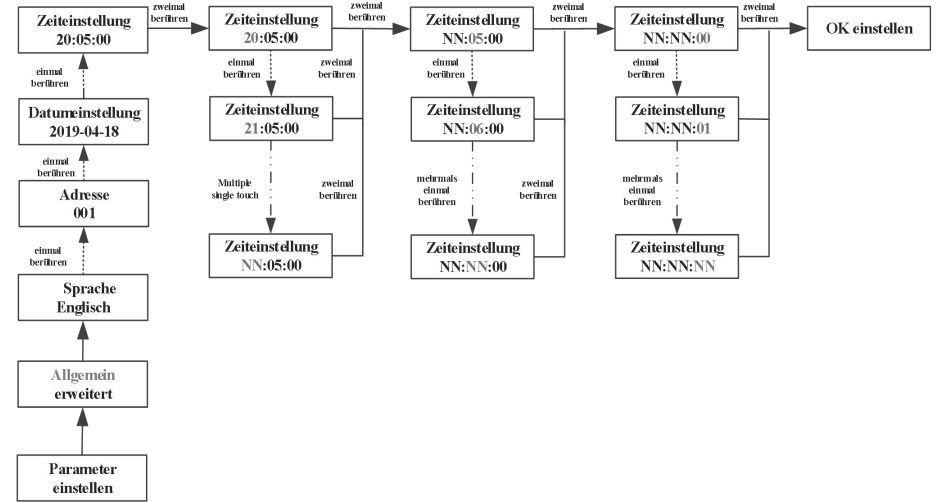 Zeiteinstellung
20:05:00
zweimal
berühren
Zeiteinstellung
20:05:00
zweimal
berühren
Zeiteinstellung
NN:05:00
zweimal
berühren
Zeiteinstellung
NN:NN:00
zweimal
berühren
OK einstellen
einmal
berühren
einmal
berühren
zweimal
berühren
einmal
berühren
einmal
berühren
Datumeinstellung
2019-04-18
Zeiteinstellung
21:05:00
Zeiteinstellung
NN:06:00
Zeiteinstellung
NN:NN:01
einmal
berühren
Adresse
001
Multiple
single touch
zweimal
berühren
mehrmals
einmal
berühren
zweimal
berühren
mehrmals
einmal
berühren
einmal
berühren
Zeiteinstellung
NN:05:00
Zeiteinstellung
NN:NN:00
Zeiteinstellung
NN:NN:NN
Sprache
Englisch
Allgemein
erweitert
Parameter
einstellen